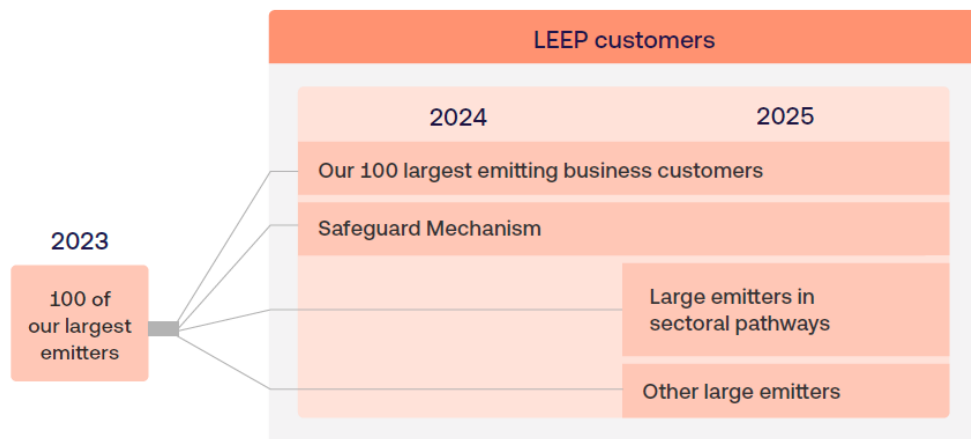 LEEP customers
2024
2025
Our 100 largest emitting business customers
Safeguard Mechanism
2023
100 of
our largest
emitters
Large emitters in
sectoral pathways
Other large emitters